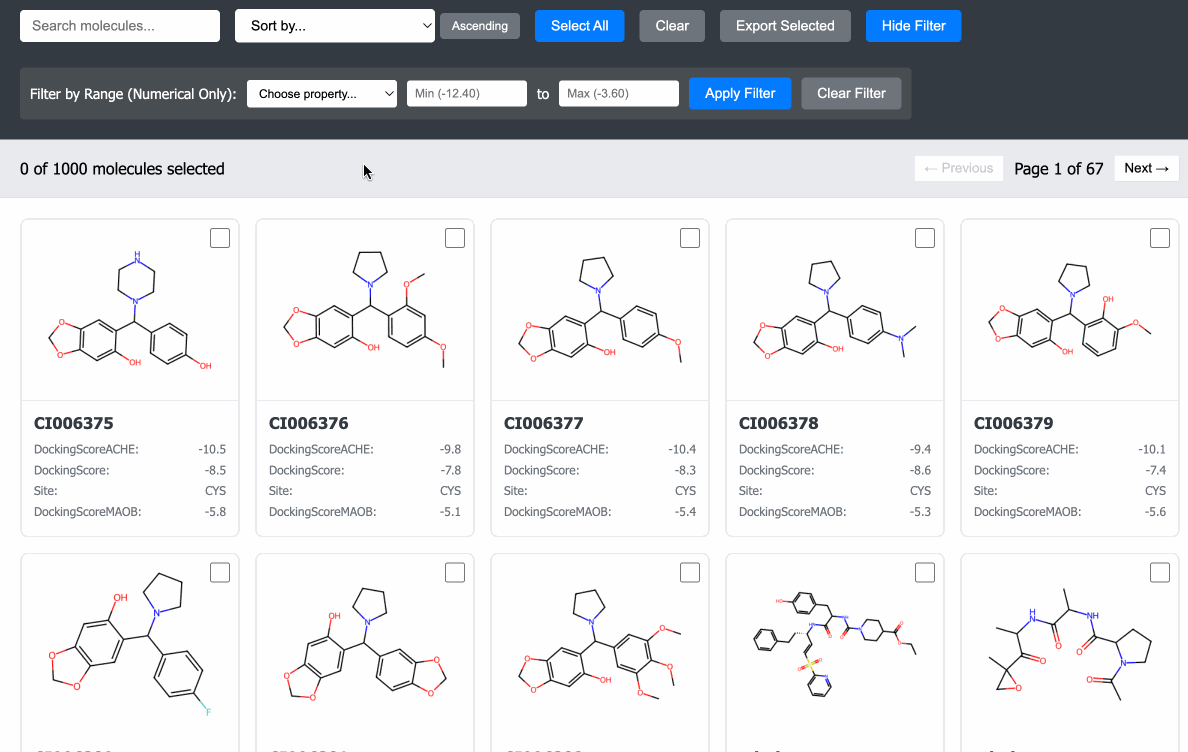 Search molecules...
Sort by...
Ascending
Select All
Clear
Export Selected
Hide Filter
Filter by Range (Numerical Only):
Choose property...
Min (-12.40)
to
Max (-3.60)
Apply Filter
Clear Filter
0 of 1000 molecules selected
← Previous
Page 1 of 67
Next →
H
N
N
O
O
OH
OH
CI006375
DockingScoreACHE: -10.5
DockingScore: -8.5
Site: CYS
DockingScoreMAOB: -5.8
N
O
O
O
OH
O
CI006376
DockingScoreACHE: -9.8
DockingScore: -7.8
Site: CYS
DockingScoreMAOB: -5.1
N
O
O
OH
O
CI006377
DockingScoreACHE: -10.4
DockingScore: -8.3
Site: CYS
DockingScoreMAOB: -5.4
N
O
O
OH
N
CI006378
DockingScoreACHE: -9.4
DockingScore: -8.6
Site: CYS
DockingScoreMAOB: -5.3
N
OH
O
O
O
OH
CI006379
DockingScoreACHE: -10.1
DockingScore: -7.4
Site: CYS
DockingScoreMAOB: -5.6
OH
N
O
O
F
OH
N
O
O
O
O
N
O
O
O
OH
O
O
HO
NH
O
NH
O
N
O
O
O
S
O
N
H
N
NH
O
O
O
O
N
O